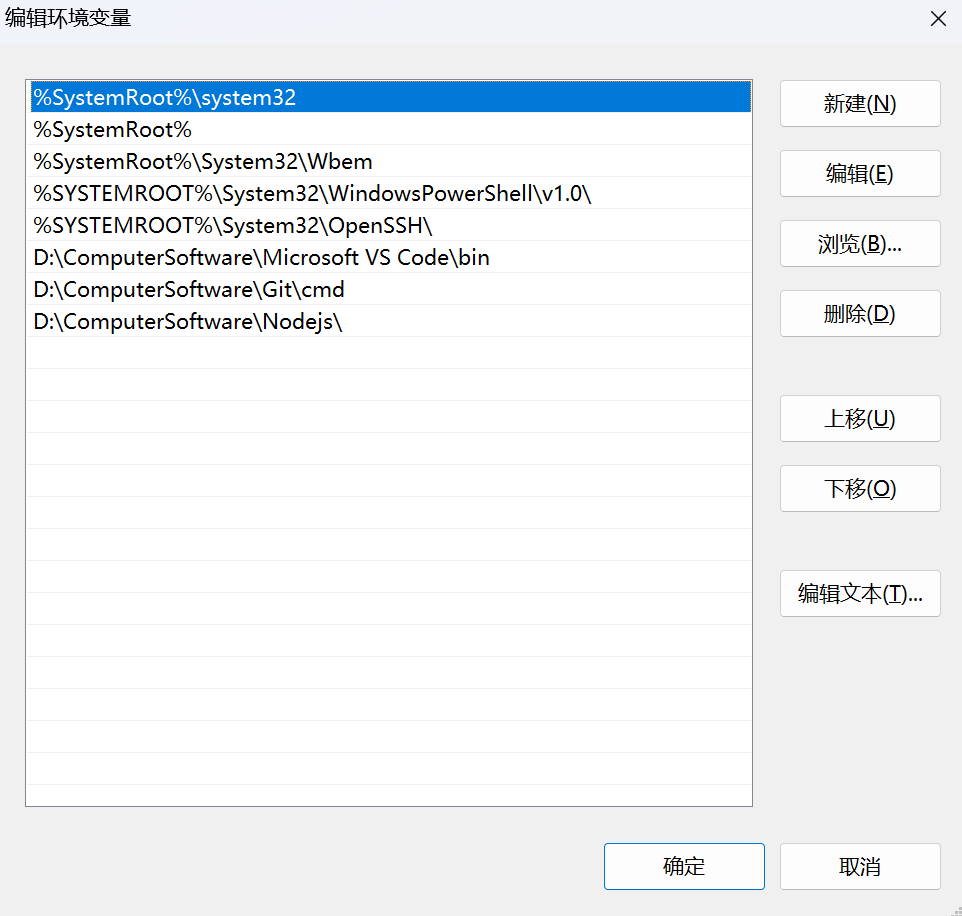 编辑环境变量
%SystemRoot%\system32
%SystemRoot%
%SystemRoot%\System32\Wbem
%SYSTEMROOT%\System32\WindowsPowerShell\v1.0\
%SYSTEMROOT%\System32\OpenSSH\
D:\ComputerSoftware\Microsoft VS Code\bin
D:\ComputerSoftware\Git\cmd
D:\ComputerSoftware\Nodejs\
新建(N)
编辑(E)
浏览(B)...
删除(D)
上移(U)
下移(O)
编辑文本(T)...
确定
取消